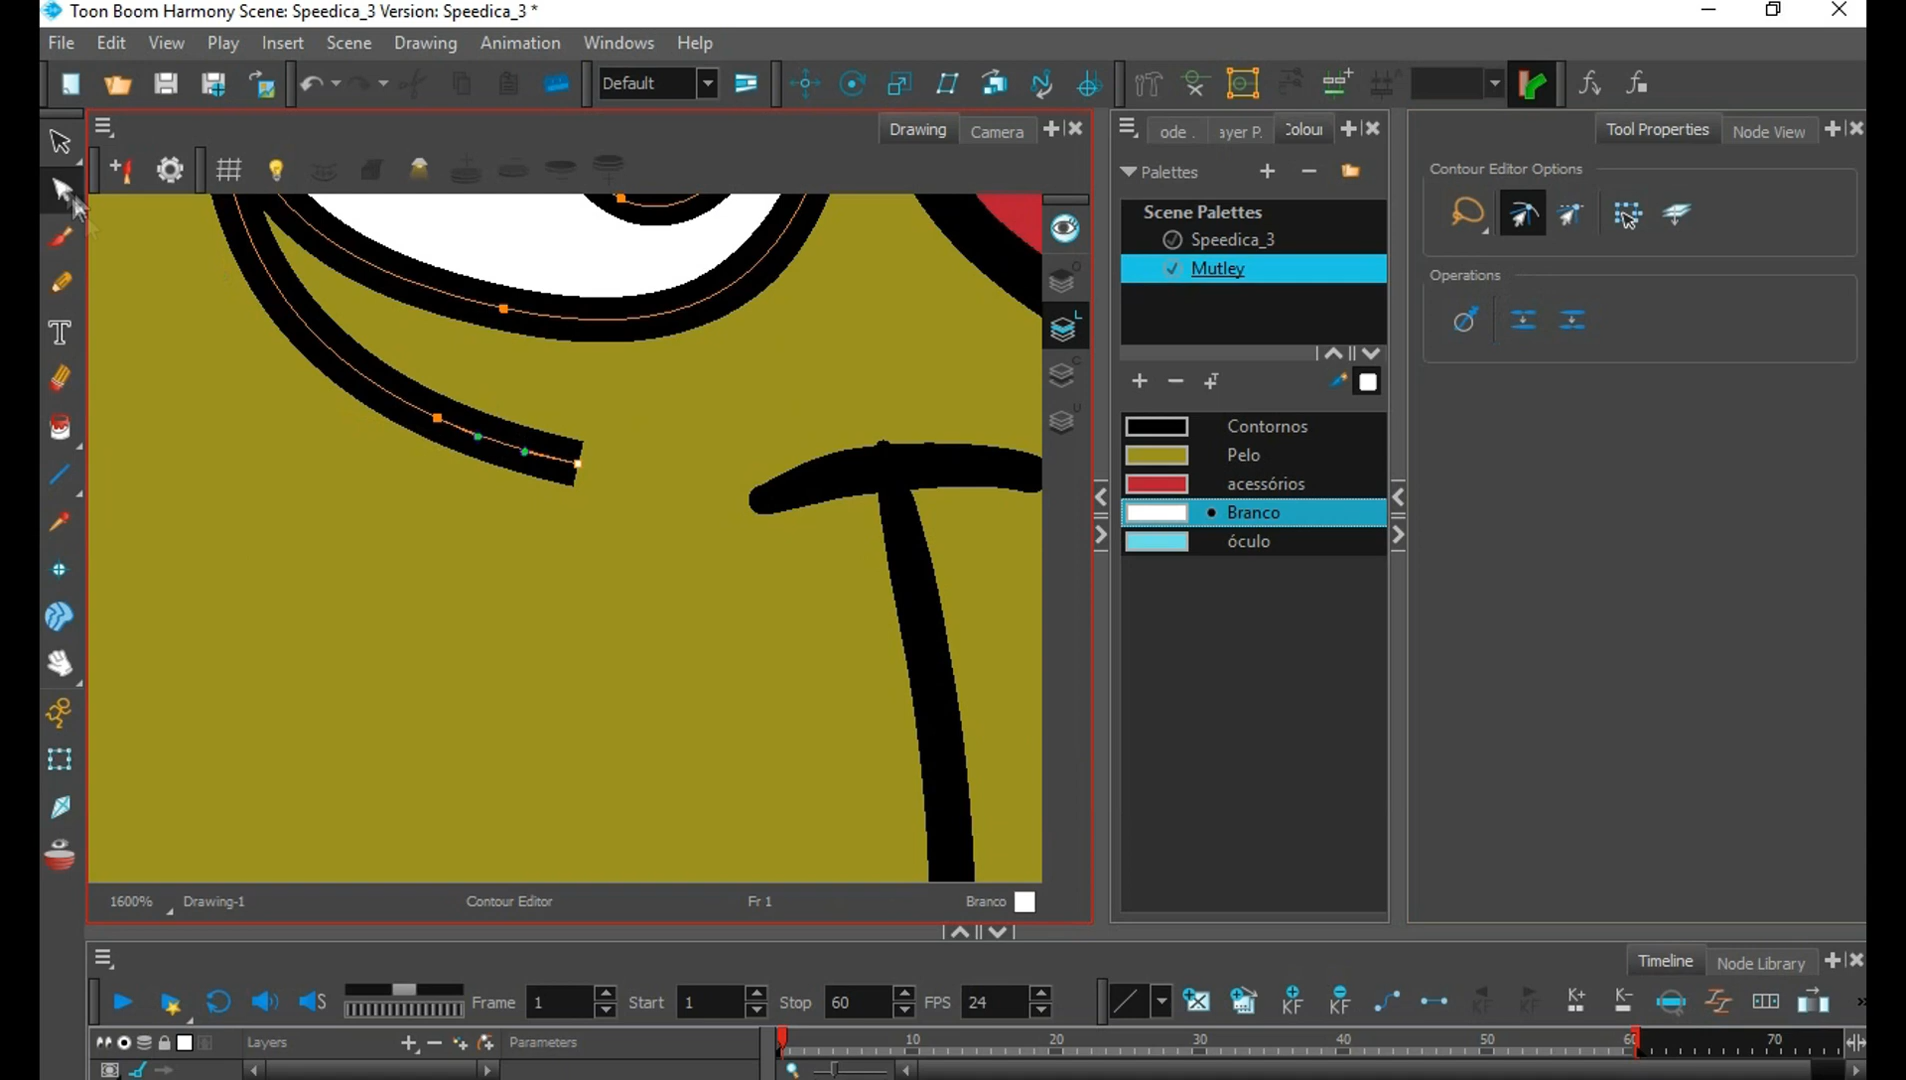 Toon Boom Harmony Scene: Speedica_3 Version: Speedica_3 *
File Edit View Play Insert Scene Drawing Animation Windows Help
Default
Drawing Camera
ode . ayer P. Colour
Tool Properties Node View
Palettes
Contour Editor Options
Scene Palettes
Speedica_3
Mutley
Operations
O
L
C
U
Contornos
Pelo
acessórios
Branco
óculo
1600% Drawing-1 Contour Editor Fr 1 Branco
Timeline Node Library
Frame 1 Start 1 Stop 60 FPS 24
KF KF
Layers Parameters
10 20 30 40 50 60 70